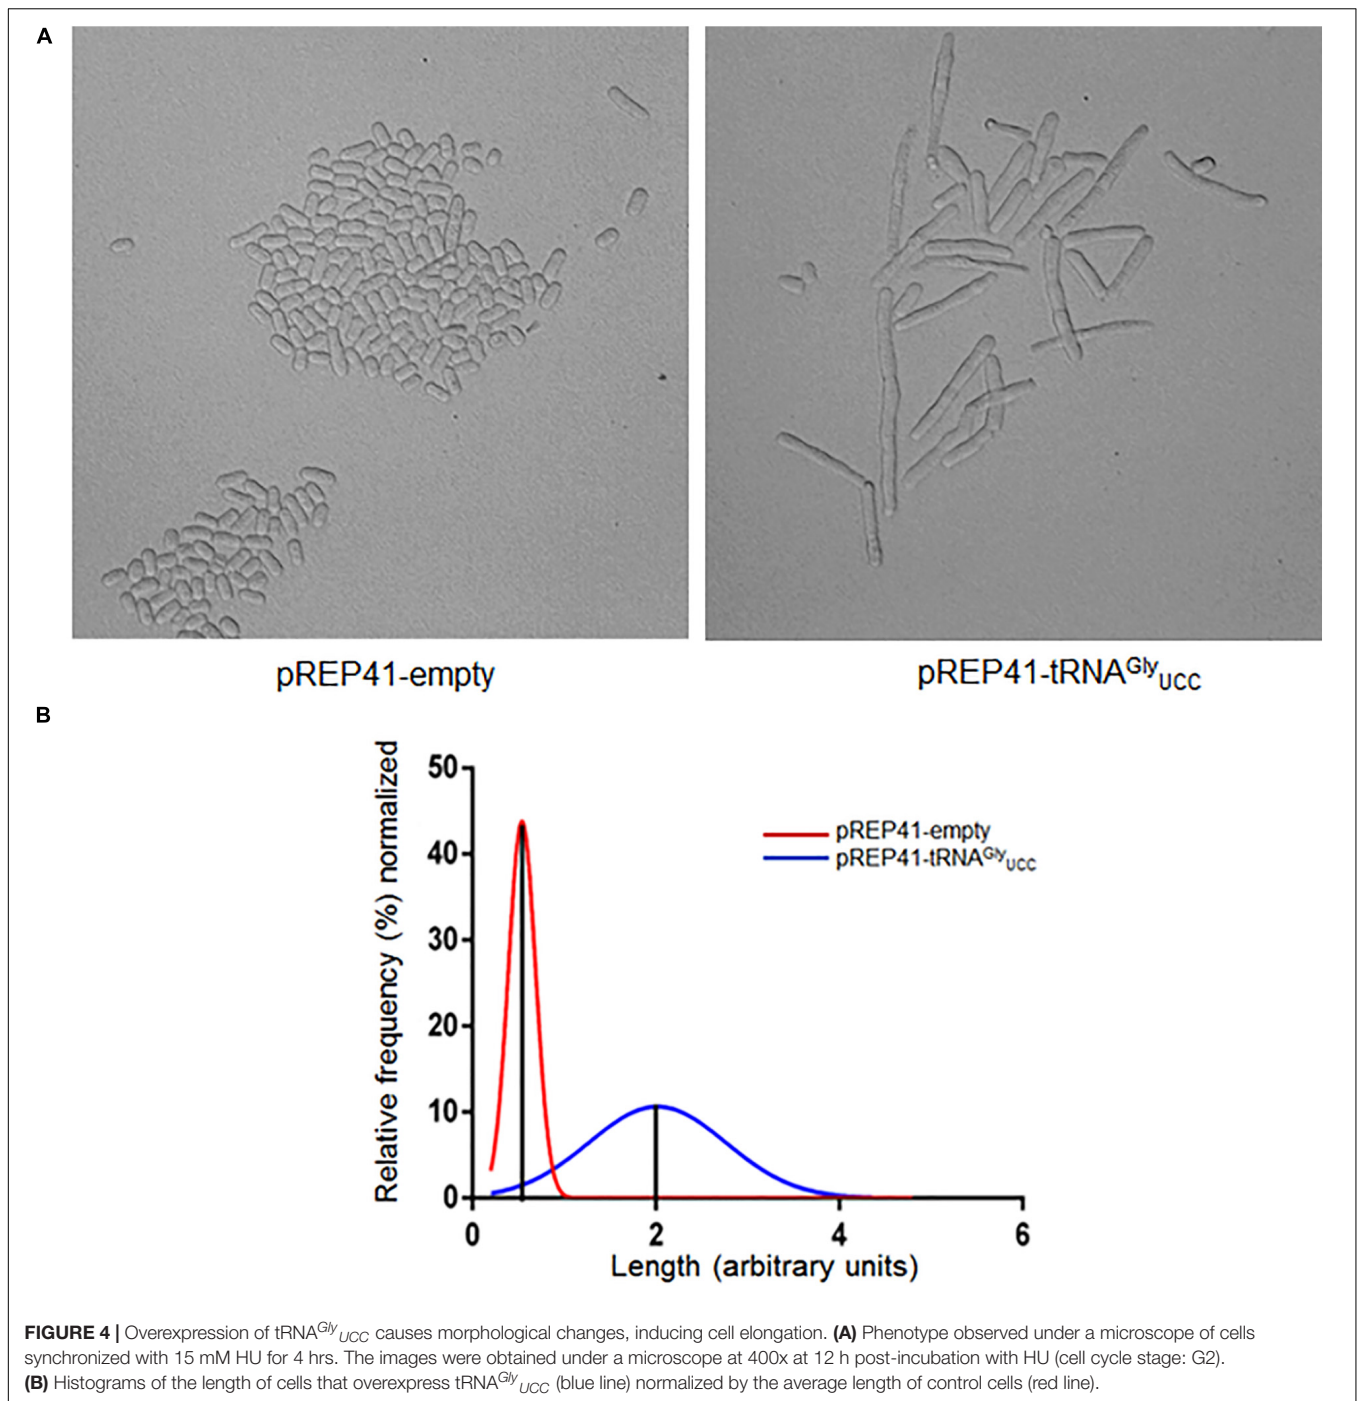 A
pREP41-empty
pREP41-tRNAGlyUCC
B
Relative frequency (%) normalized
50
40
30
20
10
0
pREP41-empty
pREP41-tRNAGlyUCC
0 2 4 6
Length (arbitrary units)
FIGURE 4 | Overexpression of tRNAGlyUCC causes morphological changes, inducing cell elongation. (A) Phenotype observed under a microscope of cells
synchronized with 15 mM HU for 4 hrs. The images were obtained under a microscope at 400x at 12 h post-incubation with HU (cell cycle stage: G2).
(B) Histograms of the length of cells that overexpress tRNAGlyUCC (blue line) normalized by the average length of control cells (red line).